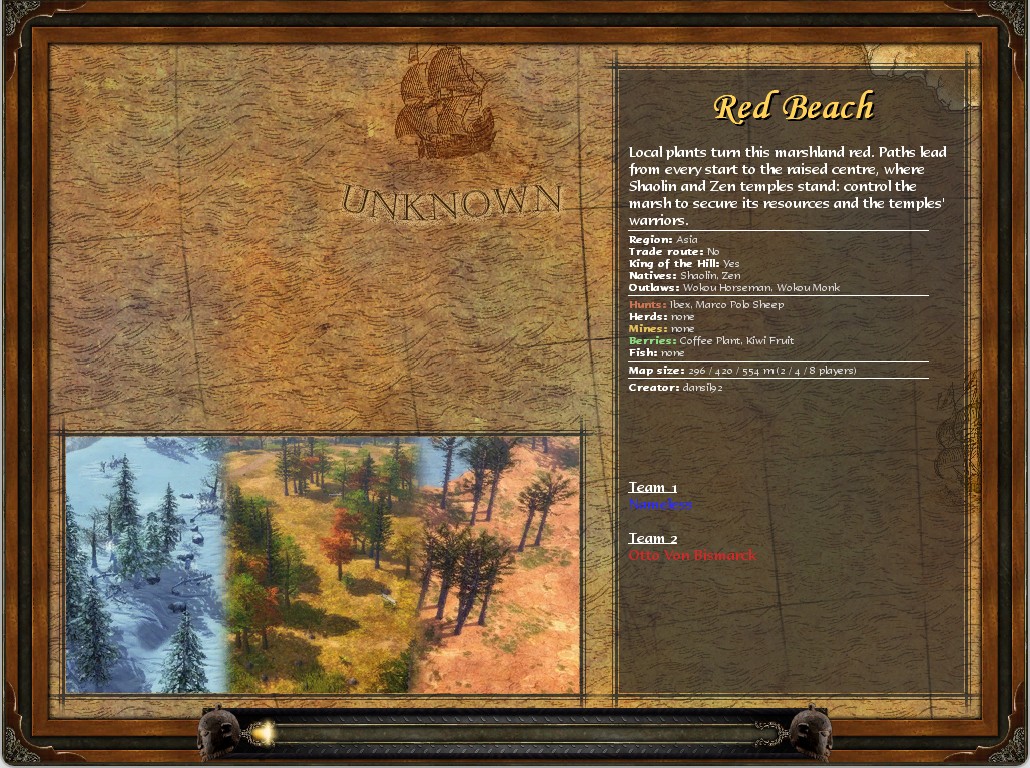 UNKNOWN
Red Beach
Local plants turn this marshland red. Paths lead
from every start to the raised centre, where
Shaolin and Zen temples stand: control the
marsh to secure its resources and the temples'
warriors.
Region: Asia
Trade route: No
King of the Hill: Yes
Natives: Shaolin, Zen
Outlaws: Wokou Horseman, Wokou Monk
Hunts: Ibex, Marco Polo Sheep
Herds: none
Mines: none
Berries: Coffee Plant, Kiwi Fruit
Fish: none
Map size: 296 / 420 / 554 m (2 / 4 / 8 players)
Creator: dansil92
Team 1
Nameless
Team 2
Otto Von Bismarck